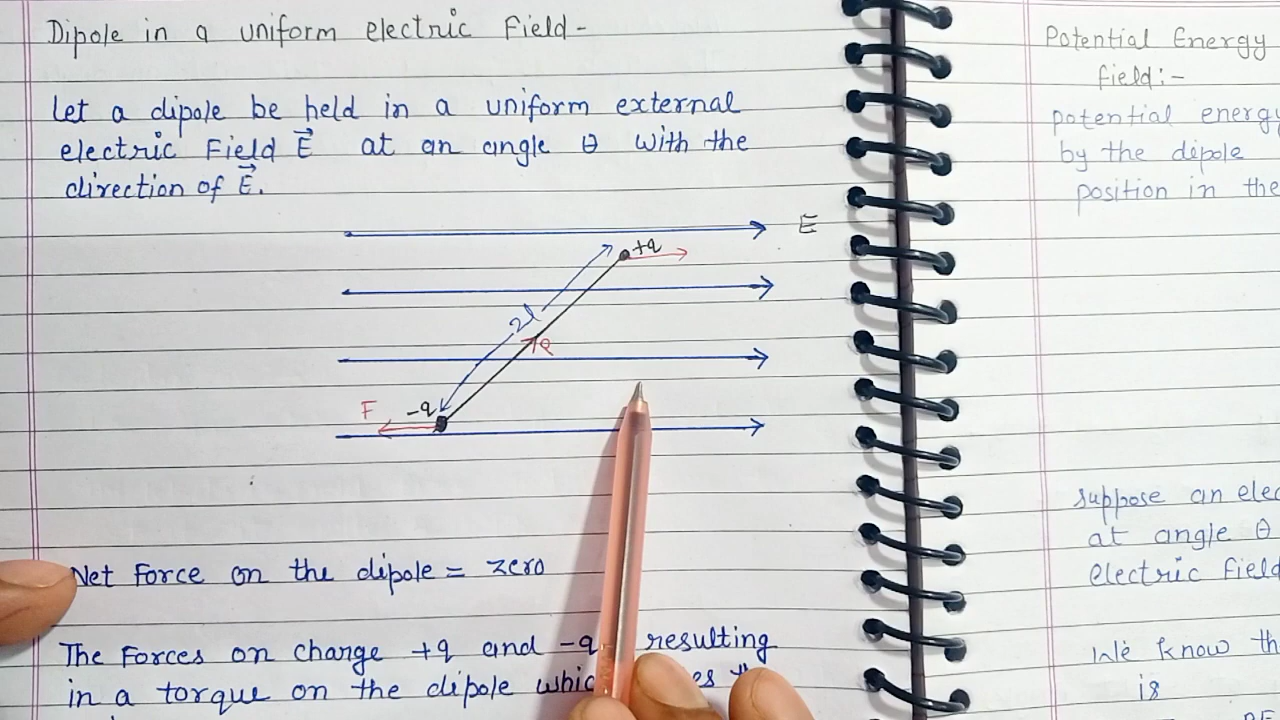 Dipole in a uniform electric Field -
Let a dipole be held in a uniform external
electric Field E⃗ at an angle θ with the
direction of E⃗.
E
+q
2l
P
F
-q
Net Force on the dipole = zero
The Forces on charge +q and -q resulting
in a torque on the dipole
Potential Energy
field:-
potential energy
by the dipole
position in the
suppose an
at angle θ
electric field
We know
is